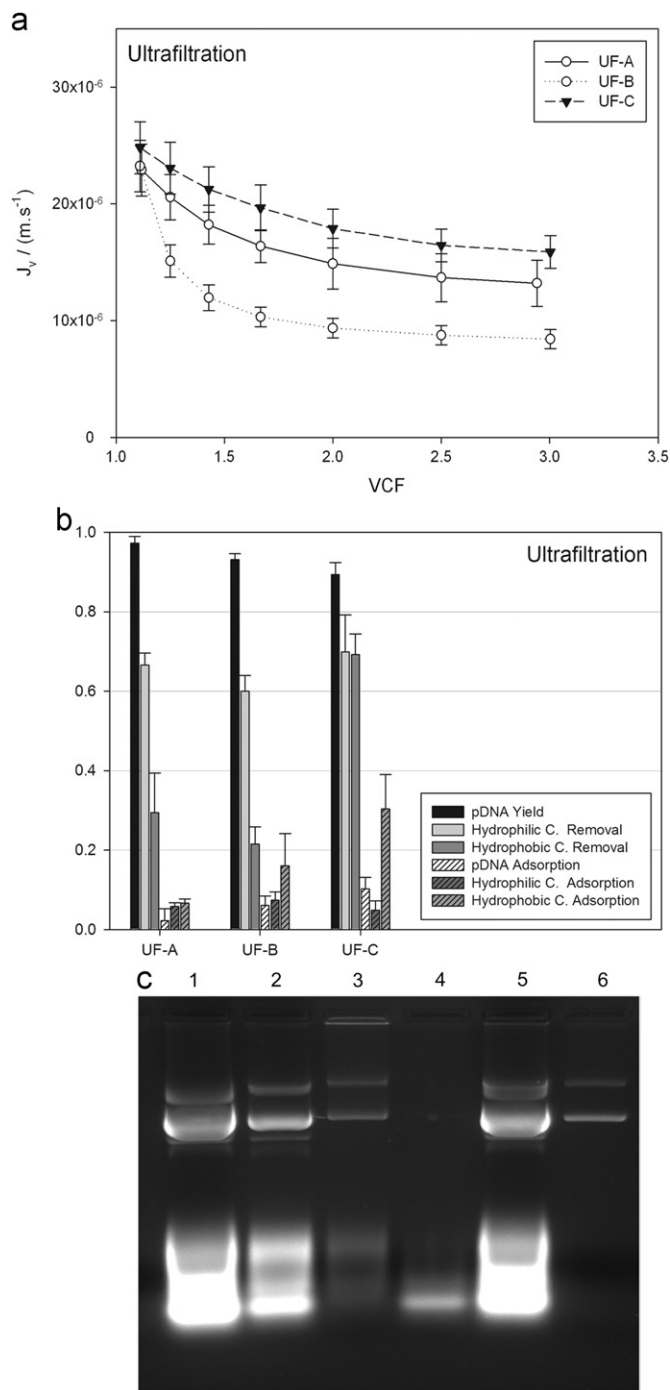 a
Ultrafiltration
UF-A
UF-B
UF-C
30x10⁻⁶
20x10⁻⁶
10x10⁻⁶
0
Jᵥ / (m.s⁻¹)
1.0 1.5 2.0 2.5 3.0 3.5
VCF
b
Ultrafiltration
1.0
0.8
0.6
0.4
0.2
0.0
pDNA Yield
Hydrophilic C. Removal
Hydrophobic C. Removal
pDNA Adsorption
Hydrophilic C. Adsorption
Hydrophobic C. Adsorption
UF-A UF-B UF-C
c
1 2 3 4 5 6